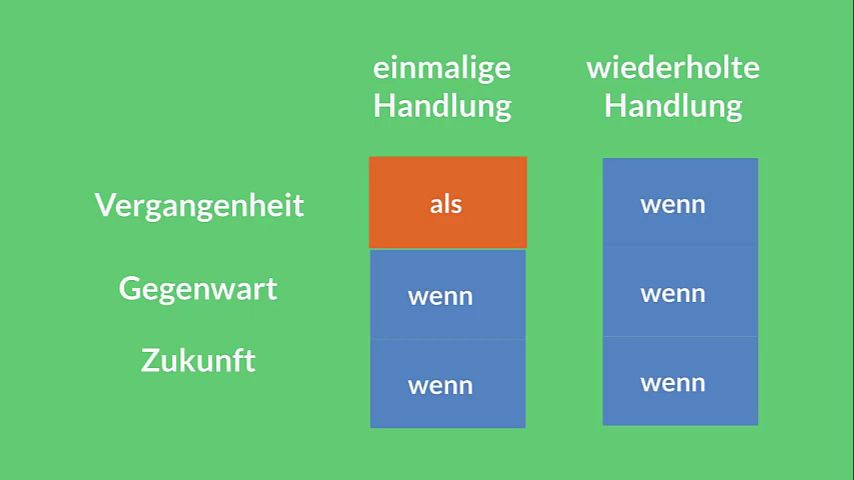 einmalige
Handlung
wiederholte
Handlung
Vergangenheit
als
wenn
Gegenwart
wenn
wenn
Zukunft
wenn
wenn